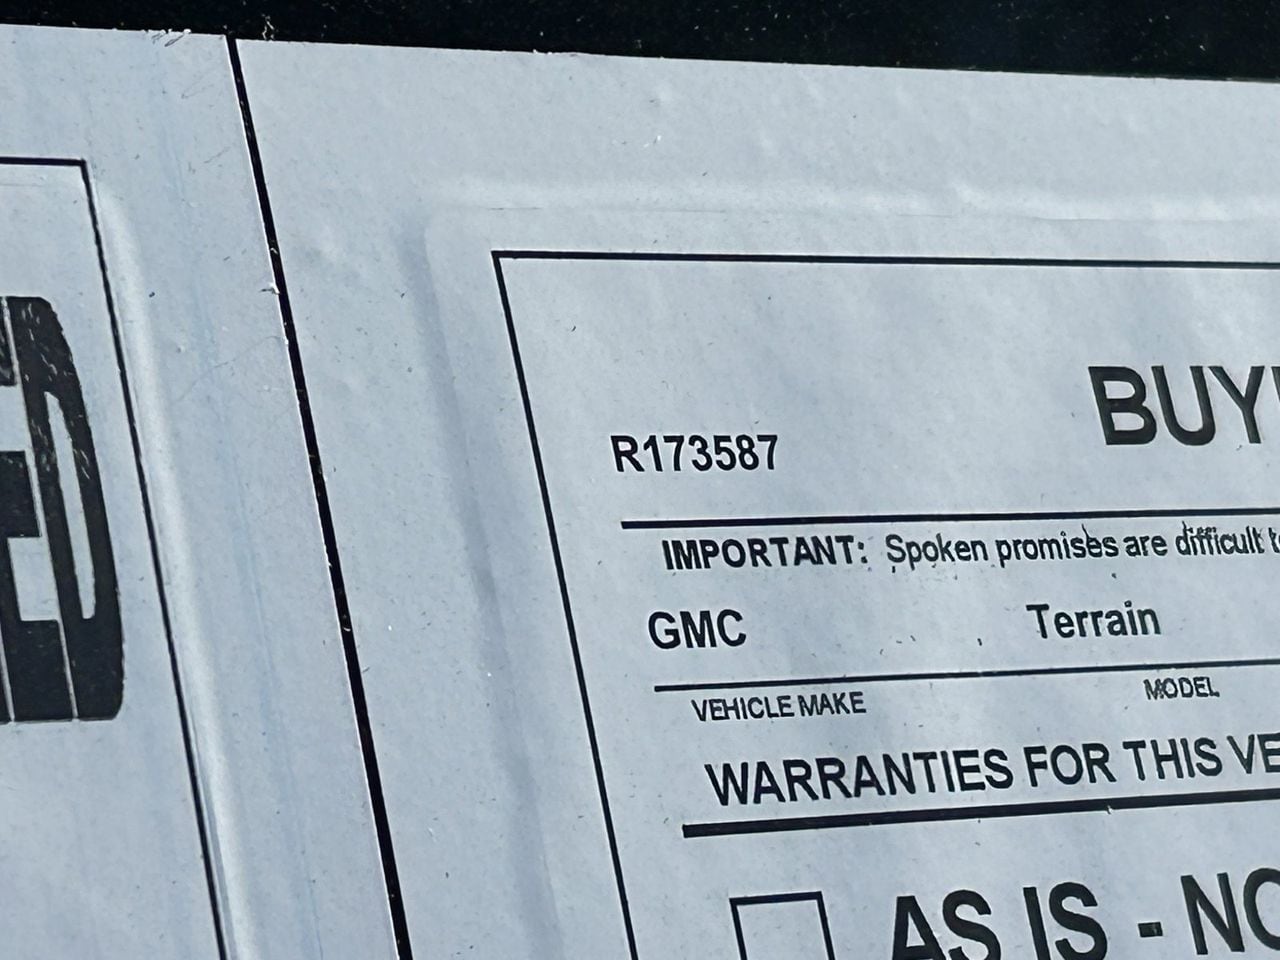 ED
BUY
R173587
IMPORTANT: Spoken promises are difficult
GMC Terrain
VEHICLE MAKE MODEL
WARRANTIES FOR THIS VE
AS IS - NO